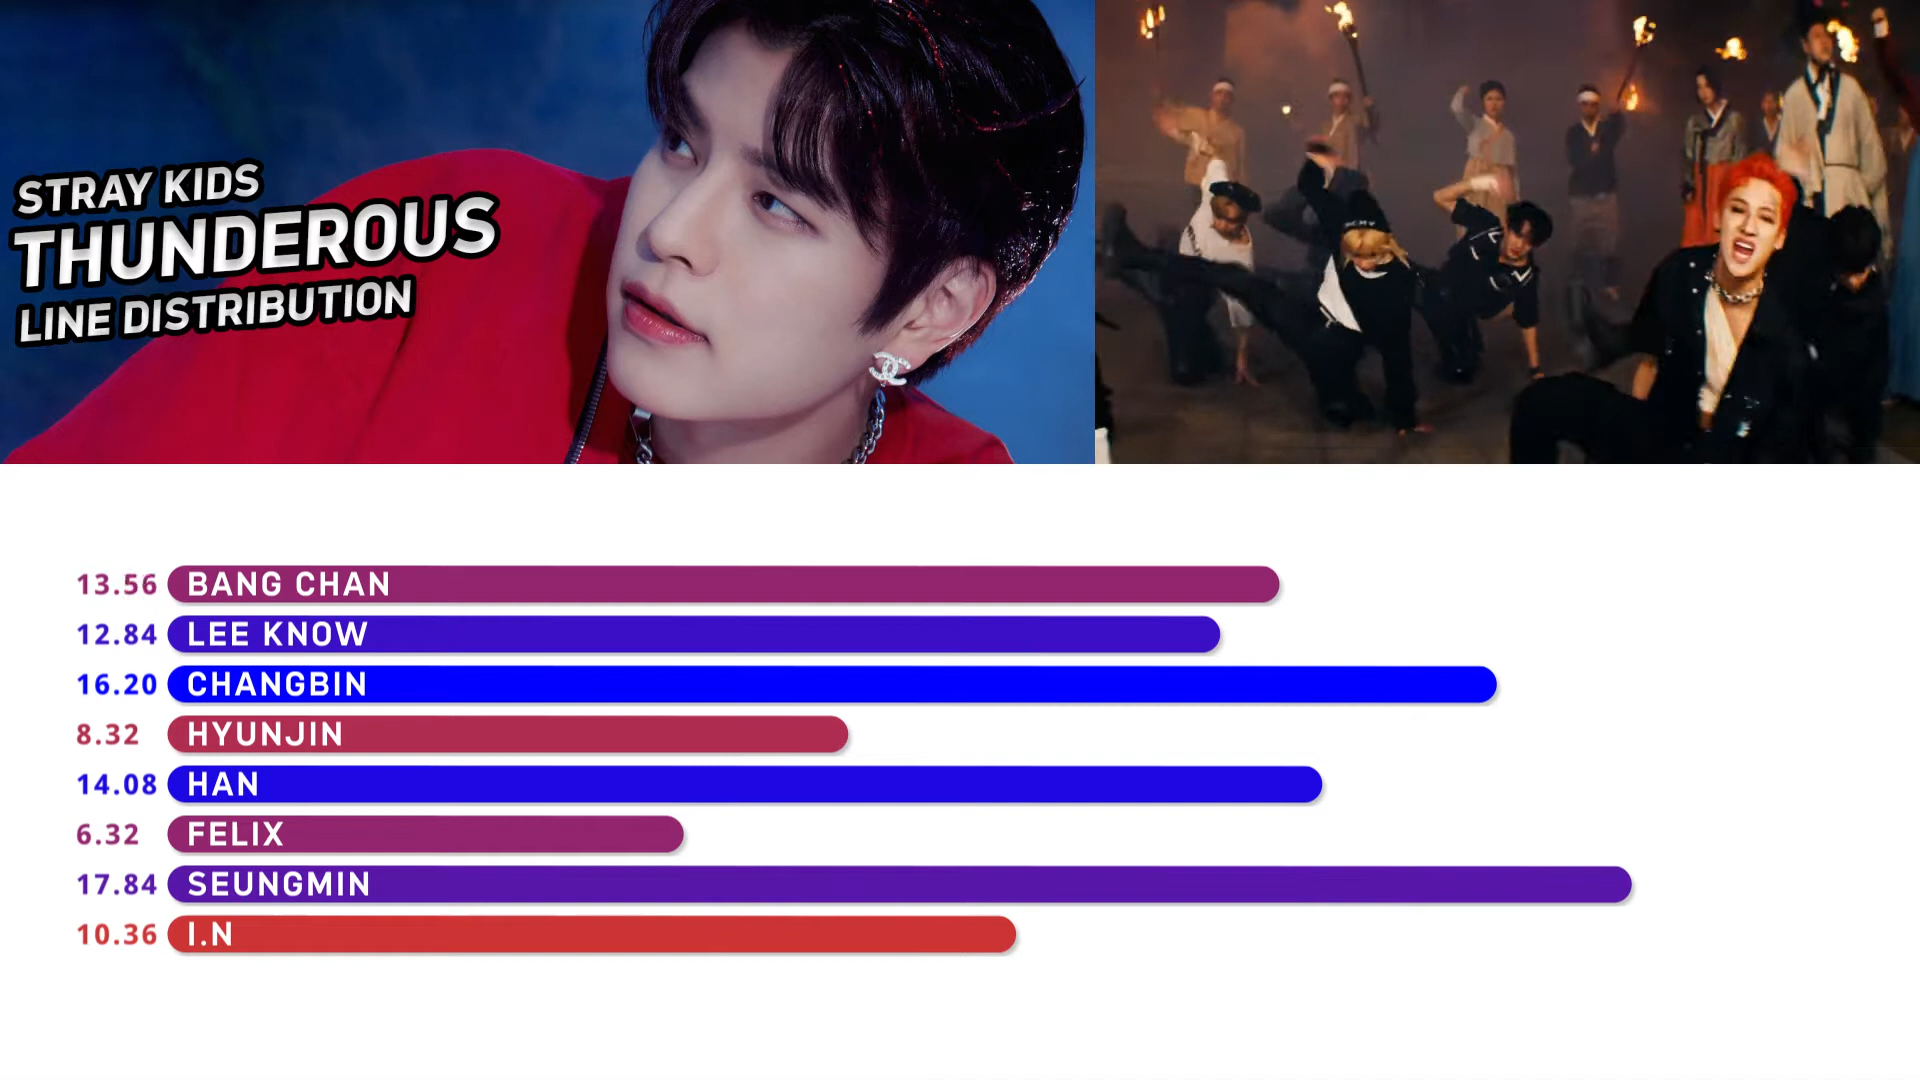 STRAY KIDS
THUNDEROUS
LINE DISTRIBUTION
13.56 BANG CHAN
12.84 LEE KNOW
16.20 CHANGBIN
8.32 HYUNJIN
14.08 HAN
6.32 FELIX
17.84 SEUNGMIN
10.36 I.N